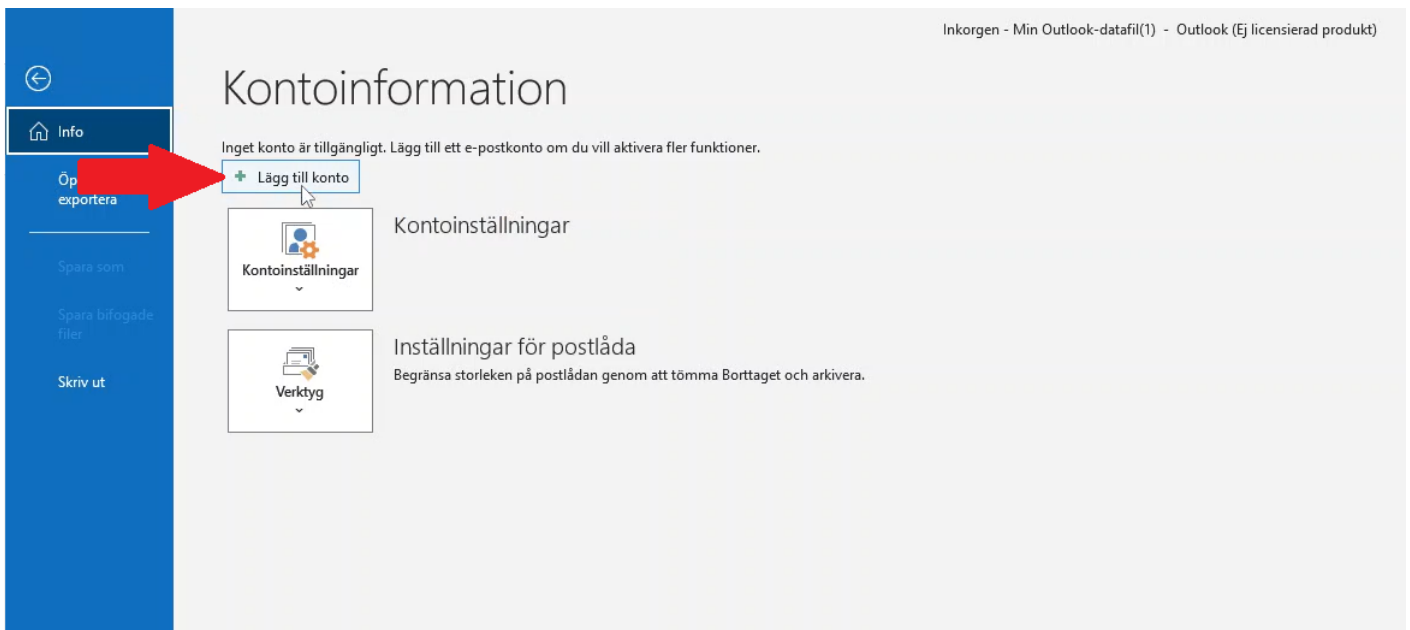 Inkorgen - Min Outlook-datafil(1) - Outlook (Ej licensierad produkt)
Kontoinformation
Info
Inget konto är tillgängligt. Lägg till ett e-postkonto om du vill aktivera fler funktioner.
Lägg till konto
exportera
Kontoinställningar
Kontoinställningar
Spara som
Spara bifogade
filer
Inställningar för postlåda
Begränsa storleken på postlådan genom att tömma Borttaget och arkivera.
Verktyg
Skriv ut